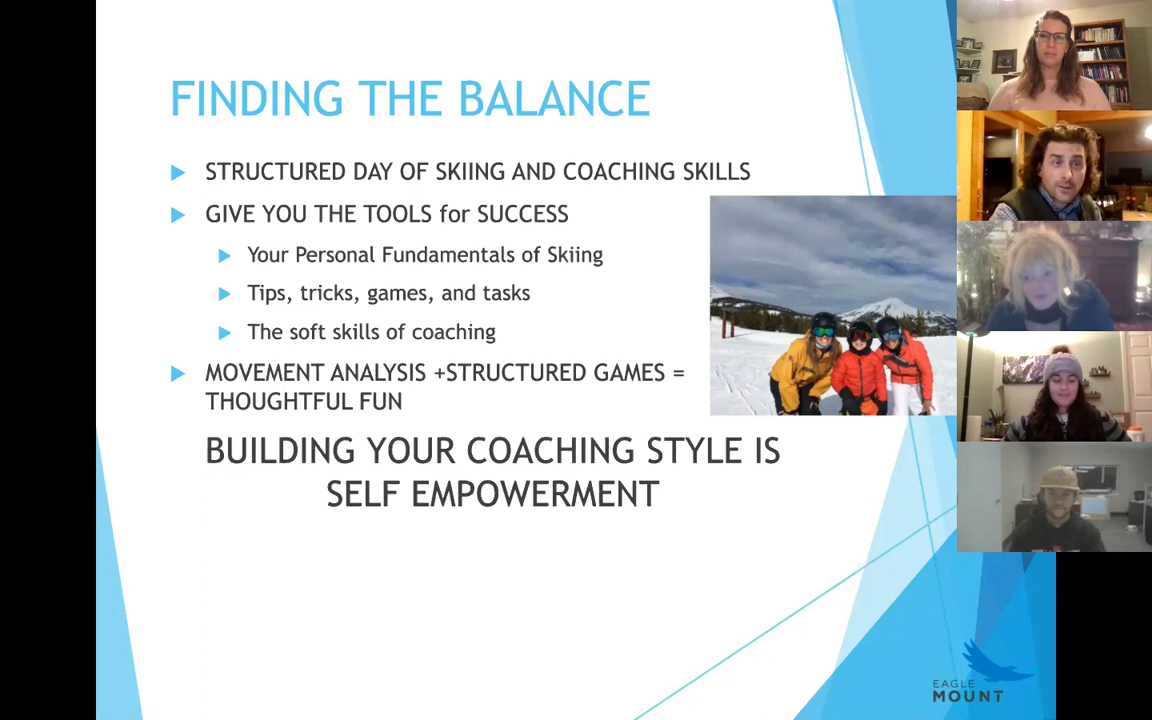 FINDING THE BALANCE
STRUCTURED DAY OF SKIING AND COACHING SKILLS
GIVE YOU THE TOOLS for SUCCESS
Your Personal Fundamentals of Skiing
Tips, tricks, games, and tasks
The soft skills of coaching
MOVEMENT ANALYSIS +STRUCTURED GAMES =
THOUGHTFUL FUN
BUILDING YOUR COACHING STYLE IS
SELF EMPOWERMENT
EAGLE
MOUNT